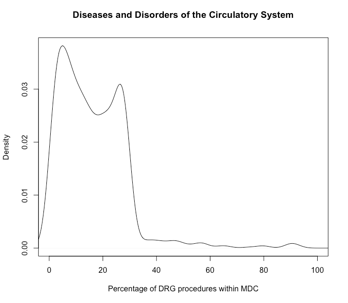 Diseases and Disorders of the Circulatory System
Density
0.03
0.02
0.01
0.00
0 20 40 60 80 100
Percentage of DRG procedures within MDC